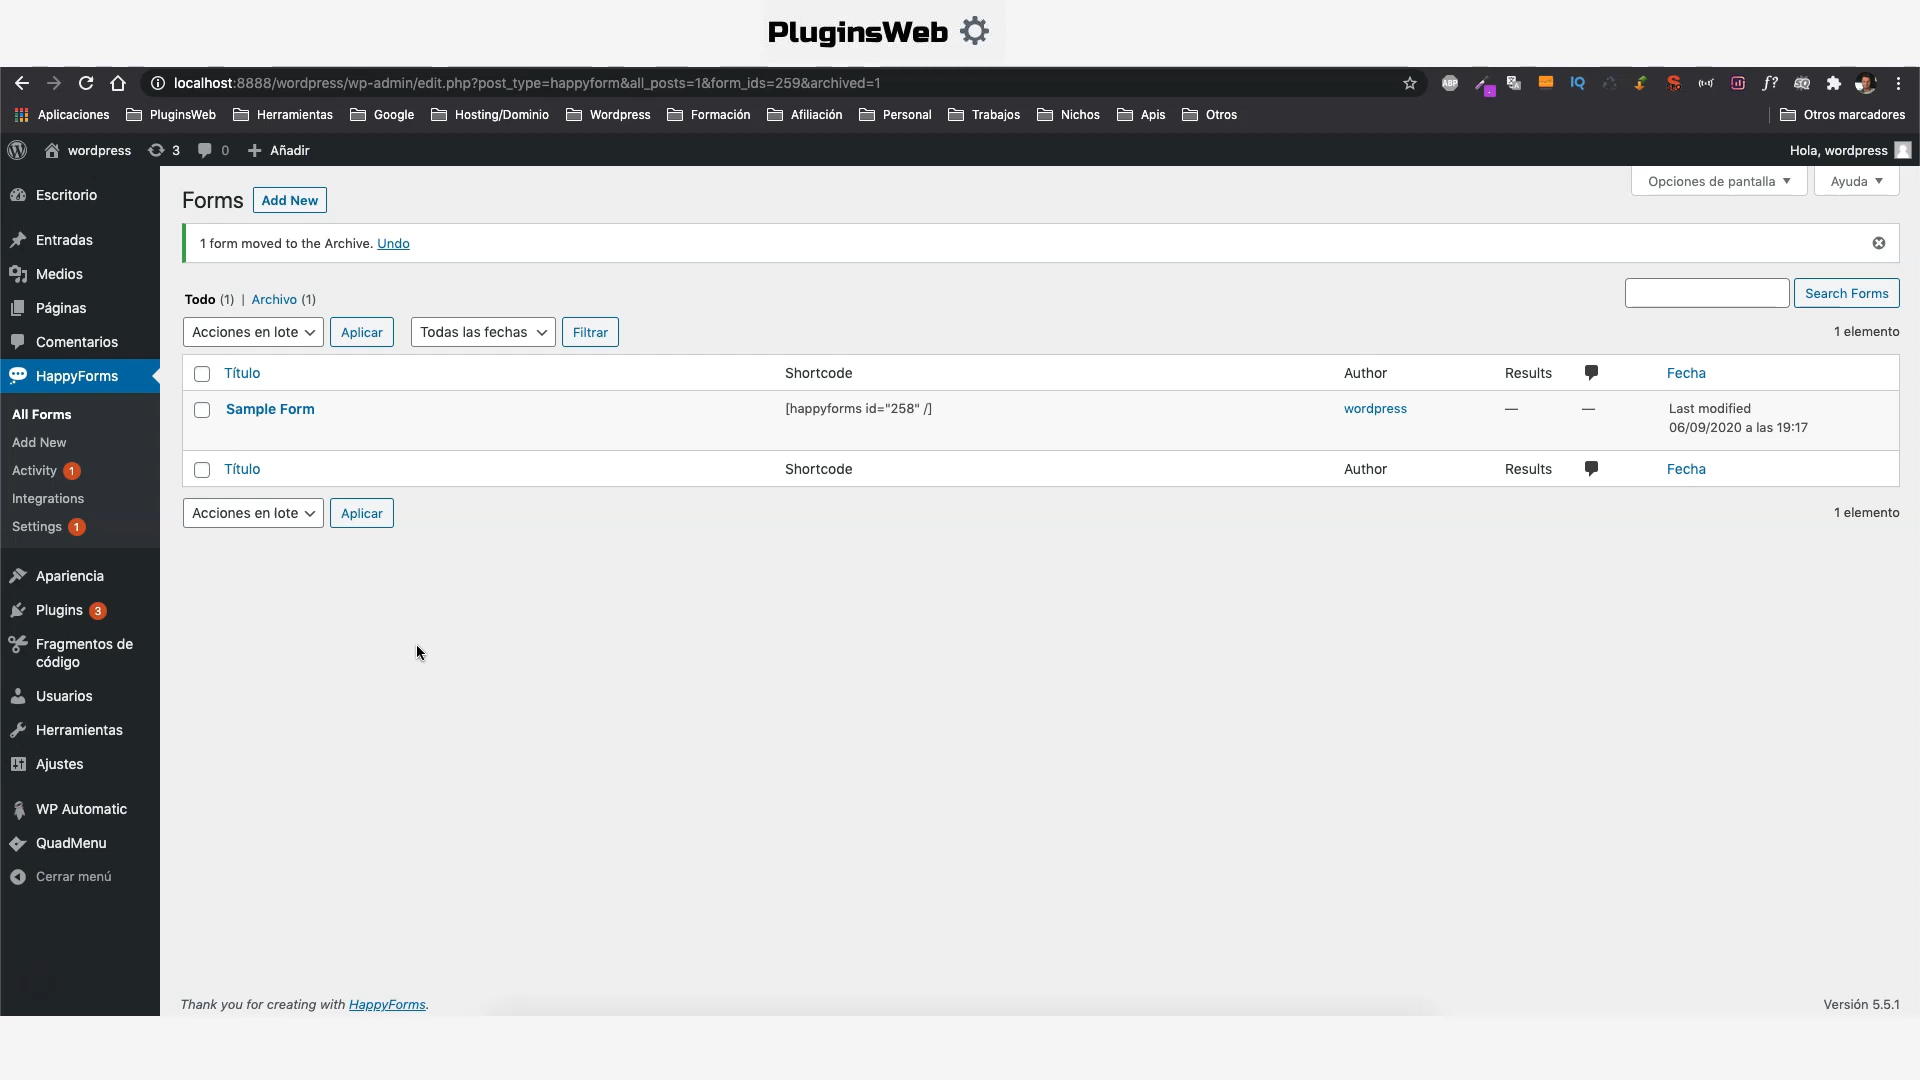 PluginsWeb
localhost:8888/wordpress/wp-admin/edit.php?post_type=happyform&all_posts=1&form_ids=259&archived=1
ABP IQ f?
Aplicaciones PluginsWeb Herramientas Google Hosting/Dominio Wordpress Formación Afiliación Personal Trabajos Nichos Apis Otros Otros marcadores
wordpress 3 0 + Añadir Hola, wordpress
Opciones de pantalla Ayuda
Escritorio
Entradas
Medios
Páginas
Comentarios
HappyForms
All Forms
Add New
Activity 1
Integrations
Settings 1
Apariencia
Plugins 3
Fragmentos de
código
Usuarios
Herramientas
Ajustes
WP Automatic
QuadMenu
Cerrar menú
Forms Add New
1 form moved to the Archive. Undo
Todo (1) | Archivo (1)
Search Forms
Acciones en lote Aplicar Todas las fechas Filtrar 1 elemento
Título Shortcode Author Results Fecha
Sample Form [happyforms id="258" /] wordpress — — Last modified
06/09/2020 a las 19:17
Título Shortcode Author Results Fecha
Acciones en lote Aplicar 1 elemento
Thank you for creating with HappyForms. Versión 5.5.1